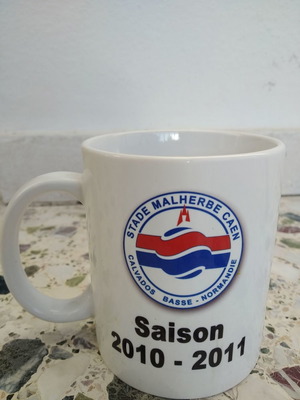 STADE MALHERBE CAEN
CALVADOS BASSE - NORMANDIE
Saison
2010 - 2011